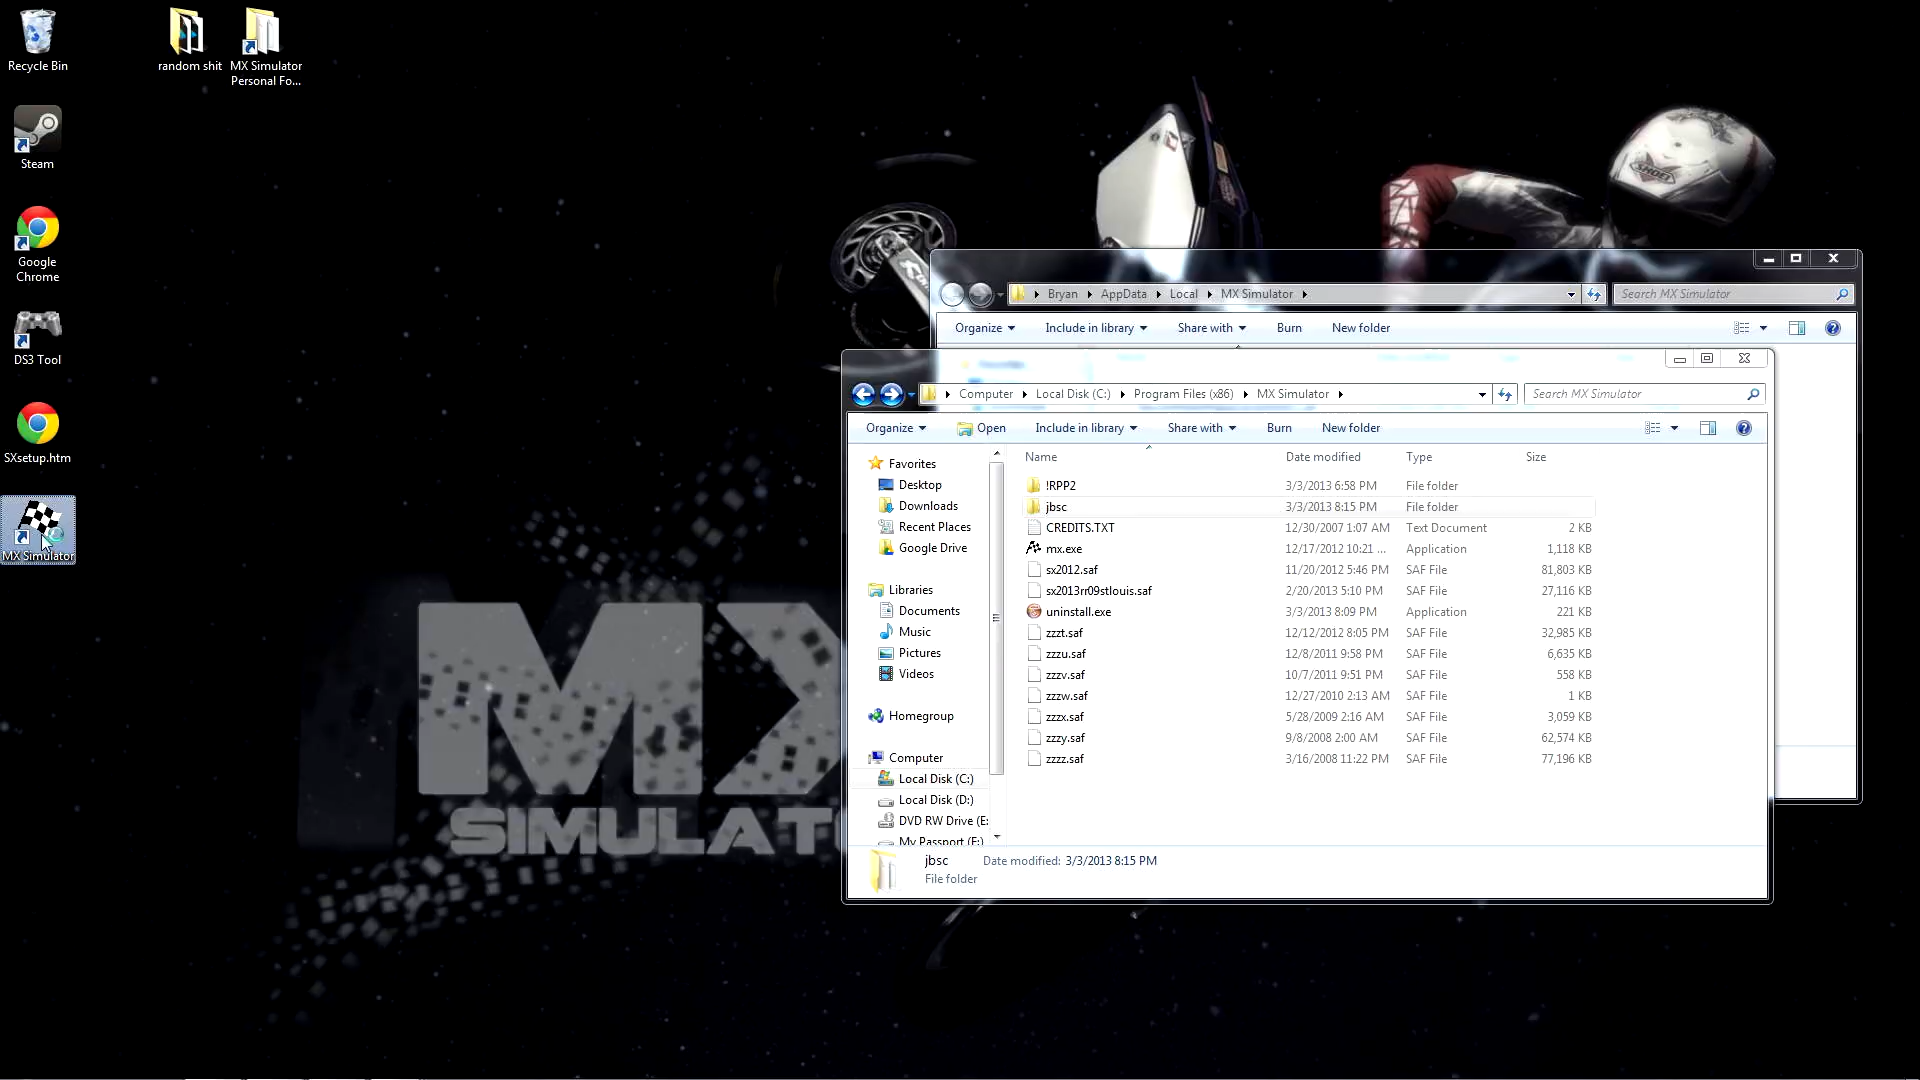 Recycle Bin
random shit
MX Simulator
Personal Fo...
Steam
Google
Chrome
DS3 Tool
SXsetup.htm
MX Simulator
SHOEI
MX
SIMULAT
Bryan AppData Local MX Simulator
Search MX Simulator
Organize Include in library Share with Burn New folder
Computer Local Disk (C:) Program Files (x86) MX Simulator
Search MX Simulator
Organize Open Include in library Share with Burn New folder
Favorites
Desktop
Downloads
Recent Places
Google Drive
Libraries
Documents
Music
Pictures
Videos
Homegroup
Computer
Local Disk (C:)
Local Disk (D:)
DVD RW Drive (E:
My Passport (F:)
Name Date modified Type Size
!RPP2 3/3/2013 6:58 PM File folder
jbsc 3/3/2013 8:15 PM File folder
CREDITS.TXT 12/30/2007 1:07 AM Text Document 2 KB
mx.exe 12/17/2012 10:21 ... Application 1,118 KB
sx2012.saf 11/20/2012 5:46 PM SAF File 81,803 KB
sx2013rr09stlouis.saf 2/20/2013 5:10 PM SAF File 27,116 KB
uninstall.exe 3/3/2013 8:09 PM Application 221 KB
zzzt.saf 12/12/2012 8:05 PM SAF File 32,985 KB
zzzu.saf 12/8/2011 9:58 PM SAF File 6,635 KB
zzzv.saf 10/7/2011 9:51 PM SAF File 558 KB
zzzw.saf 12/27/2010 2:13 AM SAF File 1 KB
zzzx.saf 5/28/2009 2:16 AM SAF File 3,059 KB
zzzy.saf 9/8/2008 2:00 AM SAF File 62,574 KB
zzzz.saf 3/16/2008 11:22 PM SAF File 77,196 KB
jbsc Date modified: 3/3/2013 8:15 PM
File folder